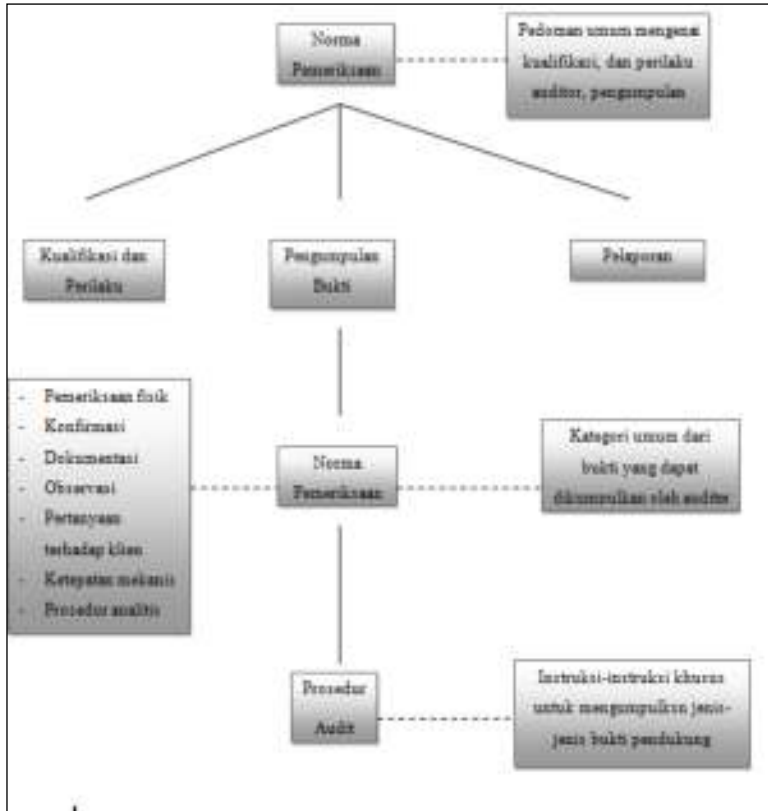 Norma
Pemeriksaan
Pedoman umum mengenai
kualifikasi, dan perilaku
auditor, pengumpulan
Kualifikasi dan
Perilaku
Pengumpulan
Bukti
Pelaporan
- Pemeriksaan fisik
- Konfirmasi
- Dokumentasi
- Observasi
- Pertanyaan
terhadap klien
- Ketepatan mekanis
- Prosedur analitis
Norma
Pemeriksaan
Kategori umum dari
bukti yang dapat
dikumpulkan oleh auditor
Prosedur
Audit
Instruksi-instruksi khusus
untuk mengumpulkan jenis-
jenis bukti pendukung